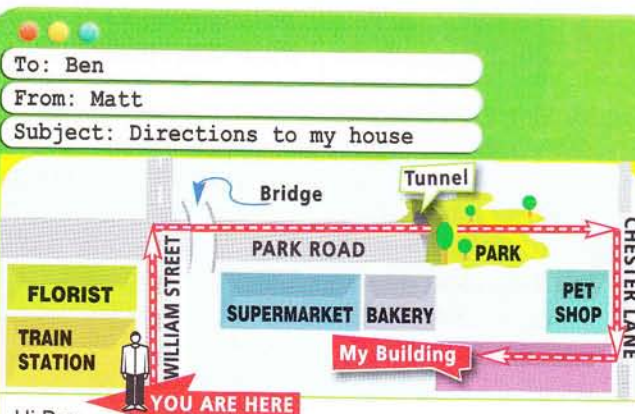 To: Ben
From: Matt
Subject: Directions to my house
Tunnel
Bridge
PARK ROAD
PARK
WILLIAM STREET
CHESTER LANE
FLORIST
SUPERMARKET
BAKERY
PET SHOP
TRAIN STATION
My Building
YOU ARE HERE
Hi